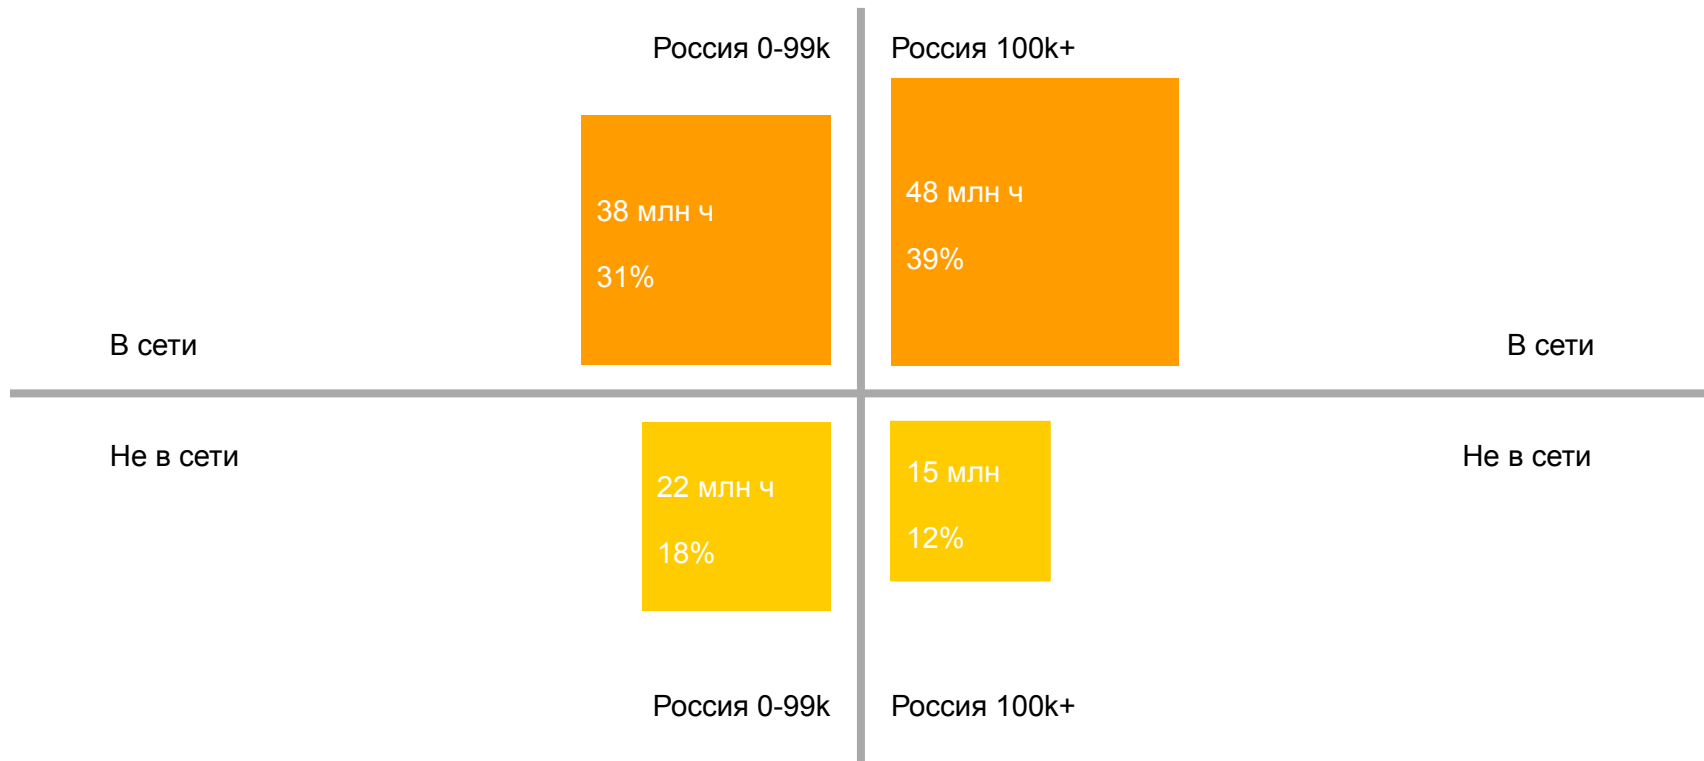 Россия 0-99k
Россия 100k+
38 млн ч
31%
48 млн ч
39%
В сети
В сети
Не в сети
Не в сети
22 млн ч
18%
15 млн
12%
Россия 0-99k
Россия 100k+